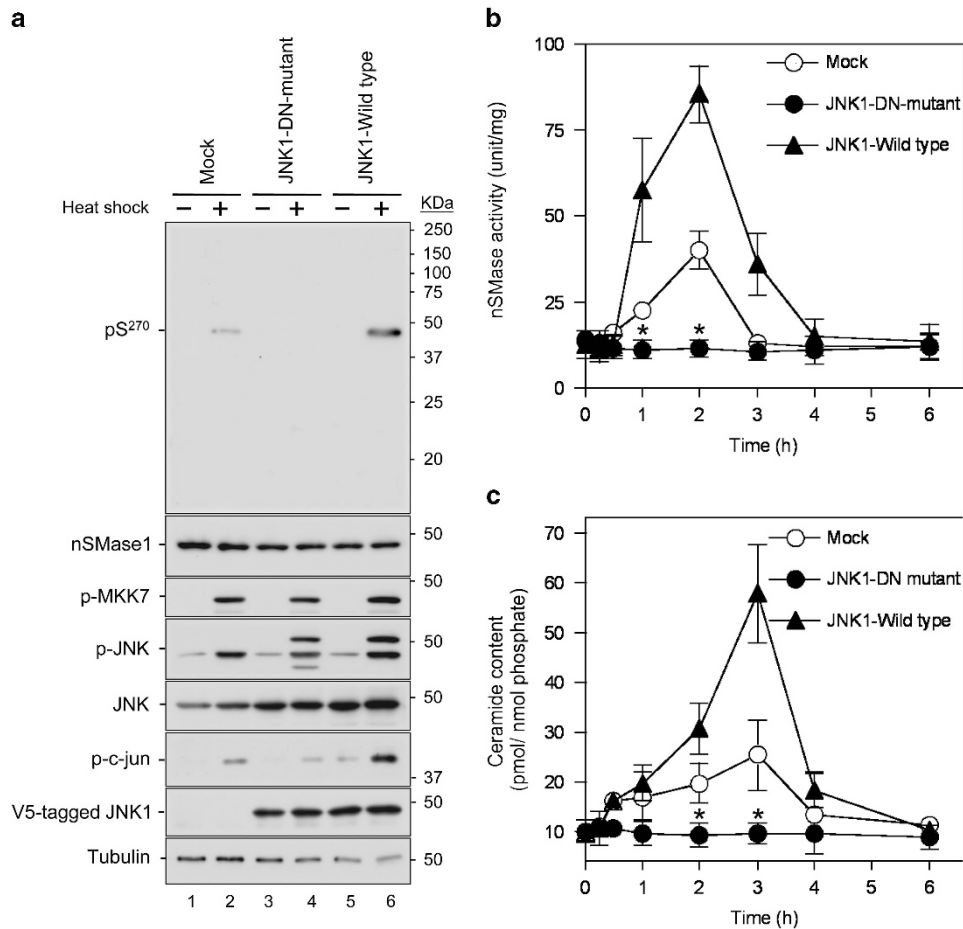 a
Mock
JNK1-DN-mutant
JNK1-Wild type
Heat shock − + − + − + KDa
250
150
100
75
pS270
50
37
25
20
nSMase1
50
p-MKK7
50
p-JNK
50
JNK
50
p-c-jun
37
V5-tagged JNK1
50
Tubulin
50
1 2 3 4 5 6
b
nSMase activity (unit/mg)
100
75
50
25
0
Mock
JNK1-DN-mutant
JNK1-Wild type
* *
0 1 2 3 4 5 6
Time (h)
c
Ceramide content
(pmol/ nmol phosphate)
70
60
50
40
30
20
10
Mock
JNK1-DN mutant
JNK1-Wild type
* *
0 1 2 3 4 5 6
Time (h)